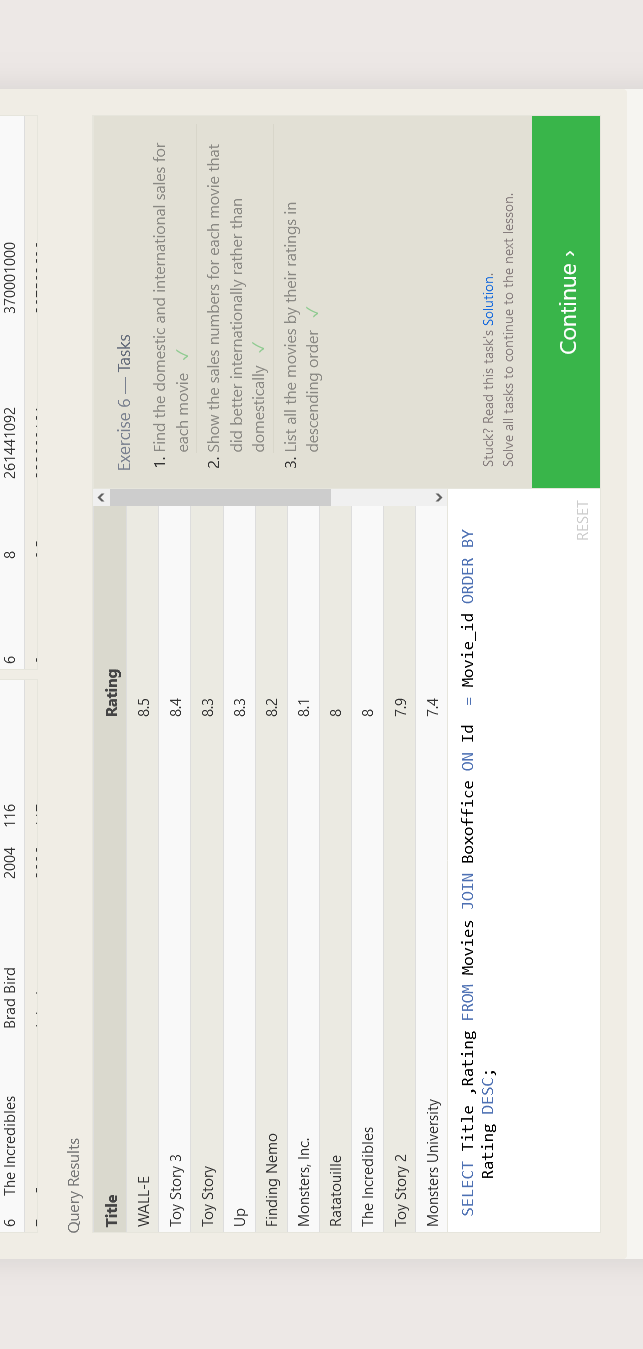 6 The Incredibles Brad Bird 2004 116
6 8 261441092 370001000
Query Results
Title Rating
WALL-E 8.5
Toy Story 3 8.4
Toy Story 8.3
Up 8.3
Finding Nemo 8.2
Monsters, Inc. 8.1
Ratatouille 8
The Incredibles 8
Toy Story 2 7.9
Monsters University 7.4
SELECT Title ,Rating FROM Movies JOIN Boxoffice ON Id = Movie_id ORDER BY
Rating DESC;
RESET
Exercise 6 — Tasks
1. Find the domestic and international sales for
each movie ✓
2. Show the sales numbers for each movie that
did better internationally rather than
domestically ✓
3. List all the movies by their ratings in
descending order ✓
Stuck? Read this task's Solution.
Solve all tasks to continue to the next lesson.
Continue ›